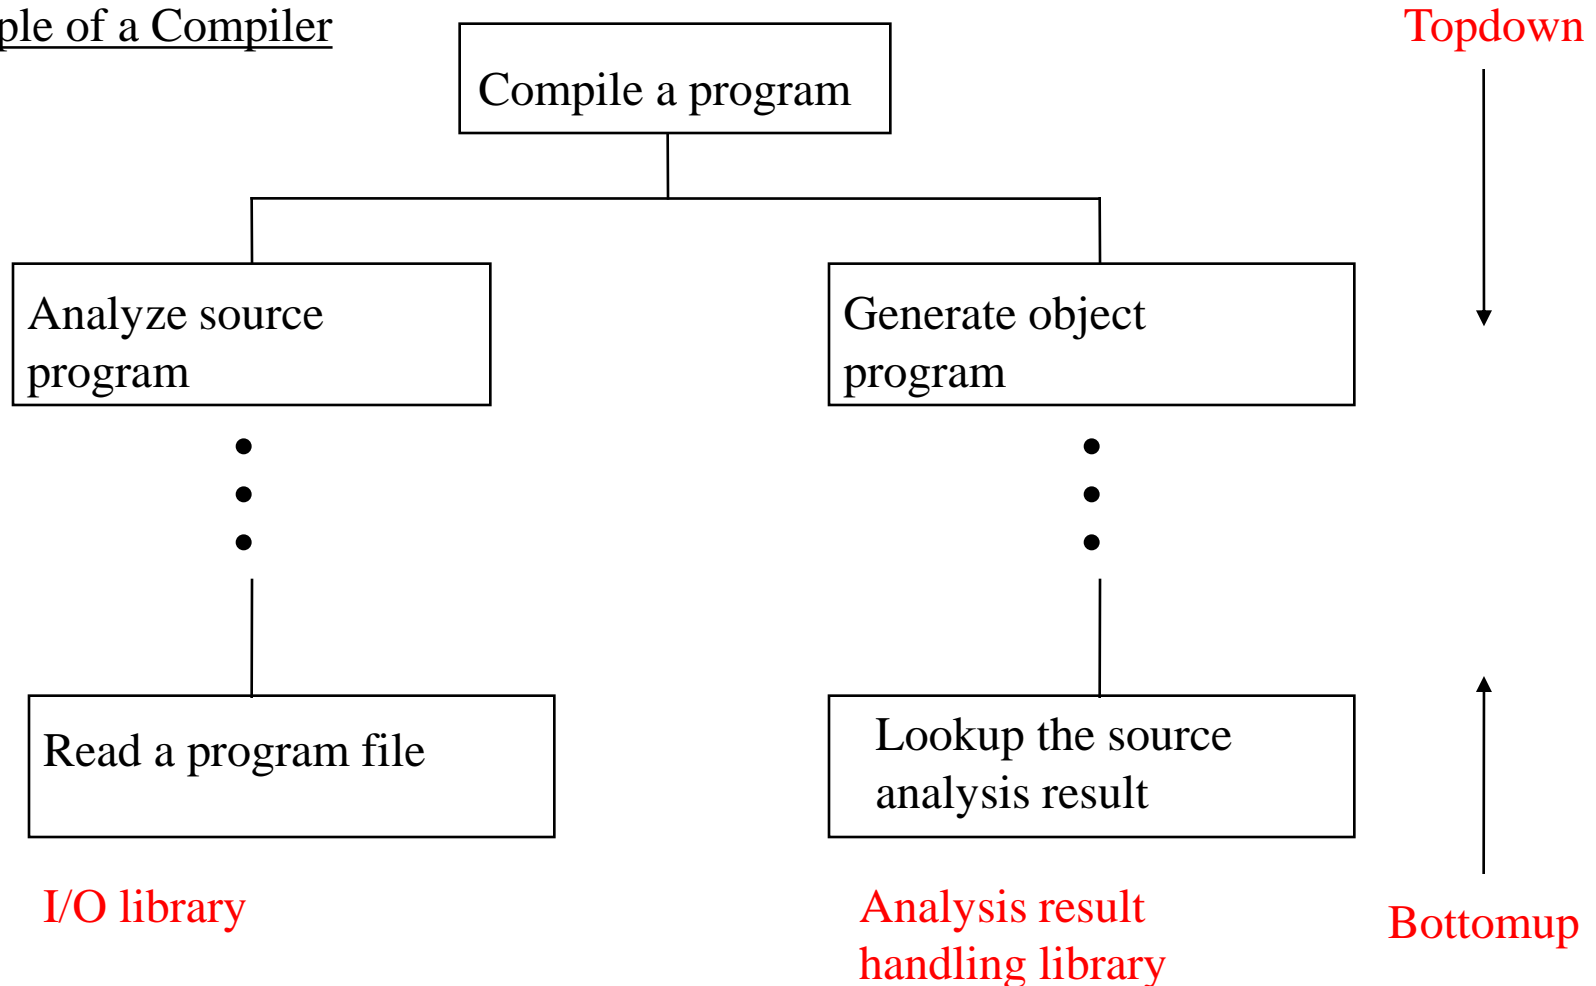 ple of a Compiler
Topdown
Compile a program
Analyze source
program
Generate object
program
Read a program file
Lookup the source
analysis result
I/O library
Analysis result
handling library
Bottomup